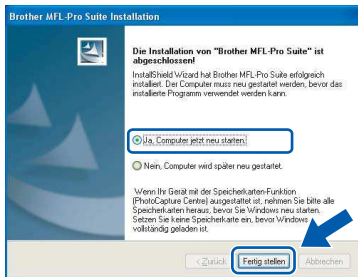 Brother MFL-Pro Suite Installation
Die Installation von "Brother MFL-Pro Suite" ist
abgeschlossen!
InstallShield Wizard hat Brother MFL-Pro Suite erfolgreich
installiert. Der Computer muss neu gestartet werden, bevor das
installierte Programm verwendet werden kann.
Ja, Computer jetzt neu starten.
Nein, Computer wird später neu gestartet.
Wenn Ihr Gerät mit der Speicherkarten-Funktion
(PhotoCapture Centre) ausgestattet ist, nehmen Sie bitte alle
Speicherkarten heraus, bevor Sie Windows neu starten.
Setzen Sie keine Speicherkarte ein, bevor Windows
vollständig geladen ist.
< Zurück
Fertig stellen
Abbrechen